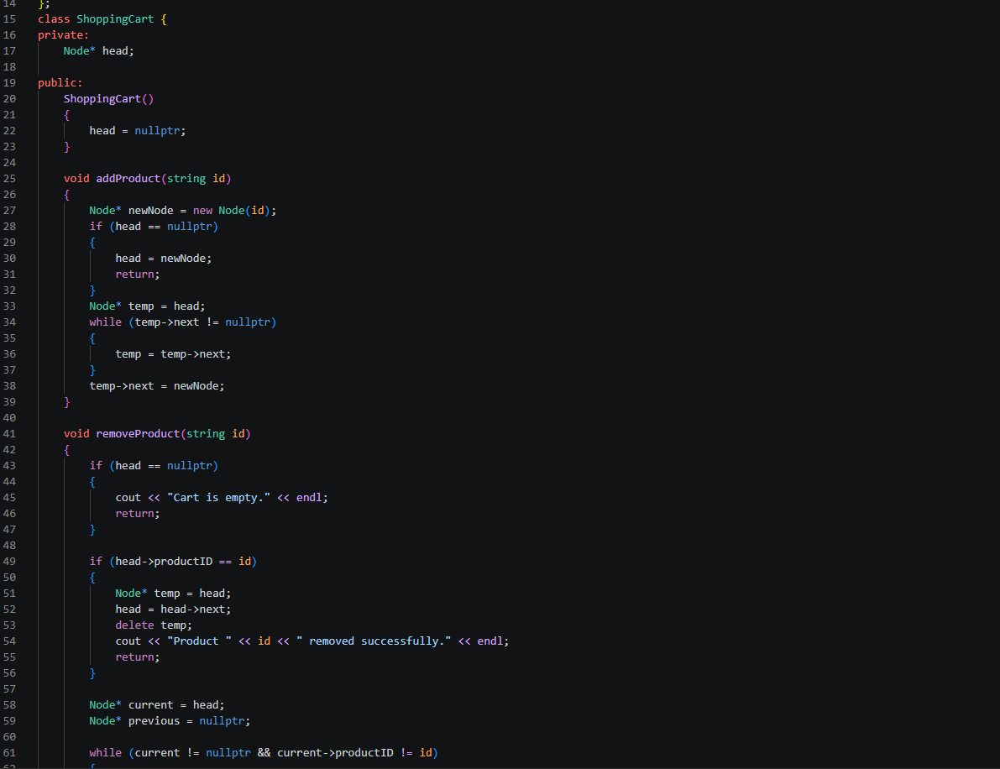 14 };
15 class ShoppingCart {
16 private:
17     Node* head;
18
19 public:
20     ShoppingCart()
21     {
22         head = nullptr;
23     }
24
25     void addProduct(string id)
26     {
27         Node* newNode = new Node(id);
28         if (head == nullptr)
29         {
30             head = newNode;
31             return;
32         }
33         Node* temp = head;
34         while (temp->next != nullptr)
35         {
36             temp = temp->next;
37         }
38         temp->next = newNode;
39     }
40
41     void removeProduct(string id)
42     {
43         if (head == nullptr)
44         {
45             cout << "Cart is empty." << endl;
46             return;
47         }
48
49         if (head->productID == id)
50         {
51             Node* temp = head;
52             head = head->next;
53             delete temp;
54             cout << "Product " << id << " removed successfully." << endl;
55             return;
56         }
57
58         Node* current = head;
59         Node* previous = nullptr;
60
61         while (current != nullptr && current->productID != id)
62         {